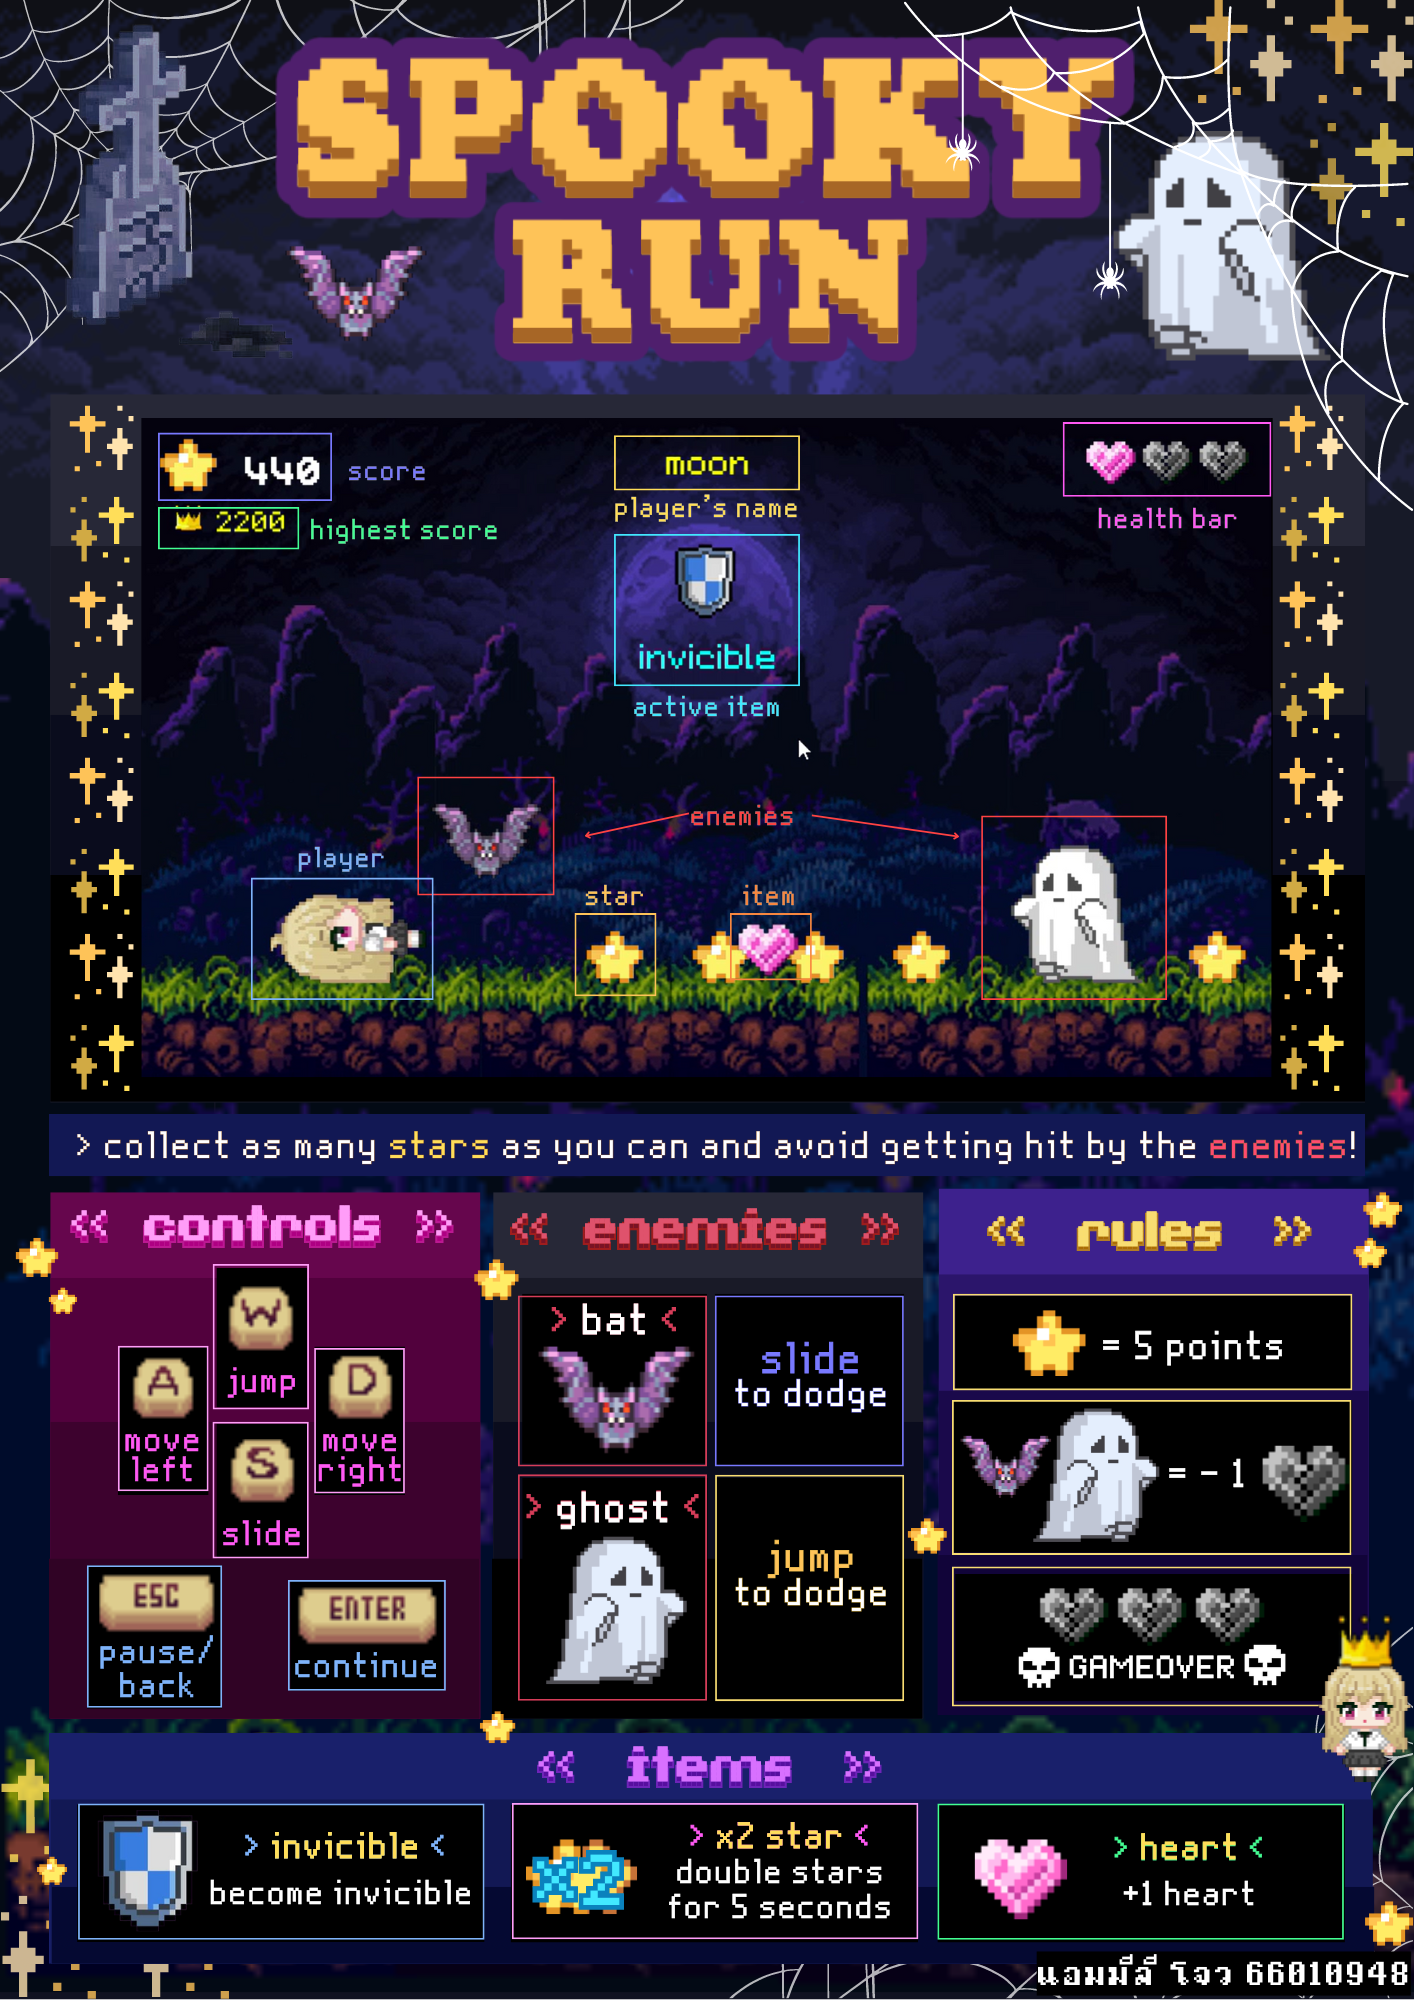 SPOOKY
RUN
440 score
2200 highest score
moon
player's name
health bar
invicible
active item
enemies
player
star
item
> collect as many stars as you can and avoid getting hit by the enemies!
<< controls >>
W
jump
A
move
left
D
move
right
S
slide
ESC
pause/
back
ENTER
continue
<< enemies >>
> bat <
slide
to dodge
> ghost <
jump
to dodge
<< rules >>
= 5 points
= - 1
GAMEOVER
<< items >>
> invicible <
become invicible
x2
> x2 star <
double stars
for 5 seconds
> heart <
+1 heart
แอมมีลี โจว 66010948